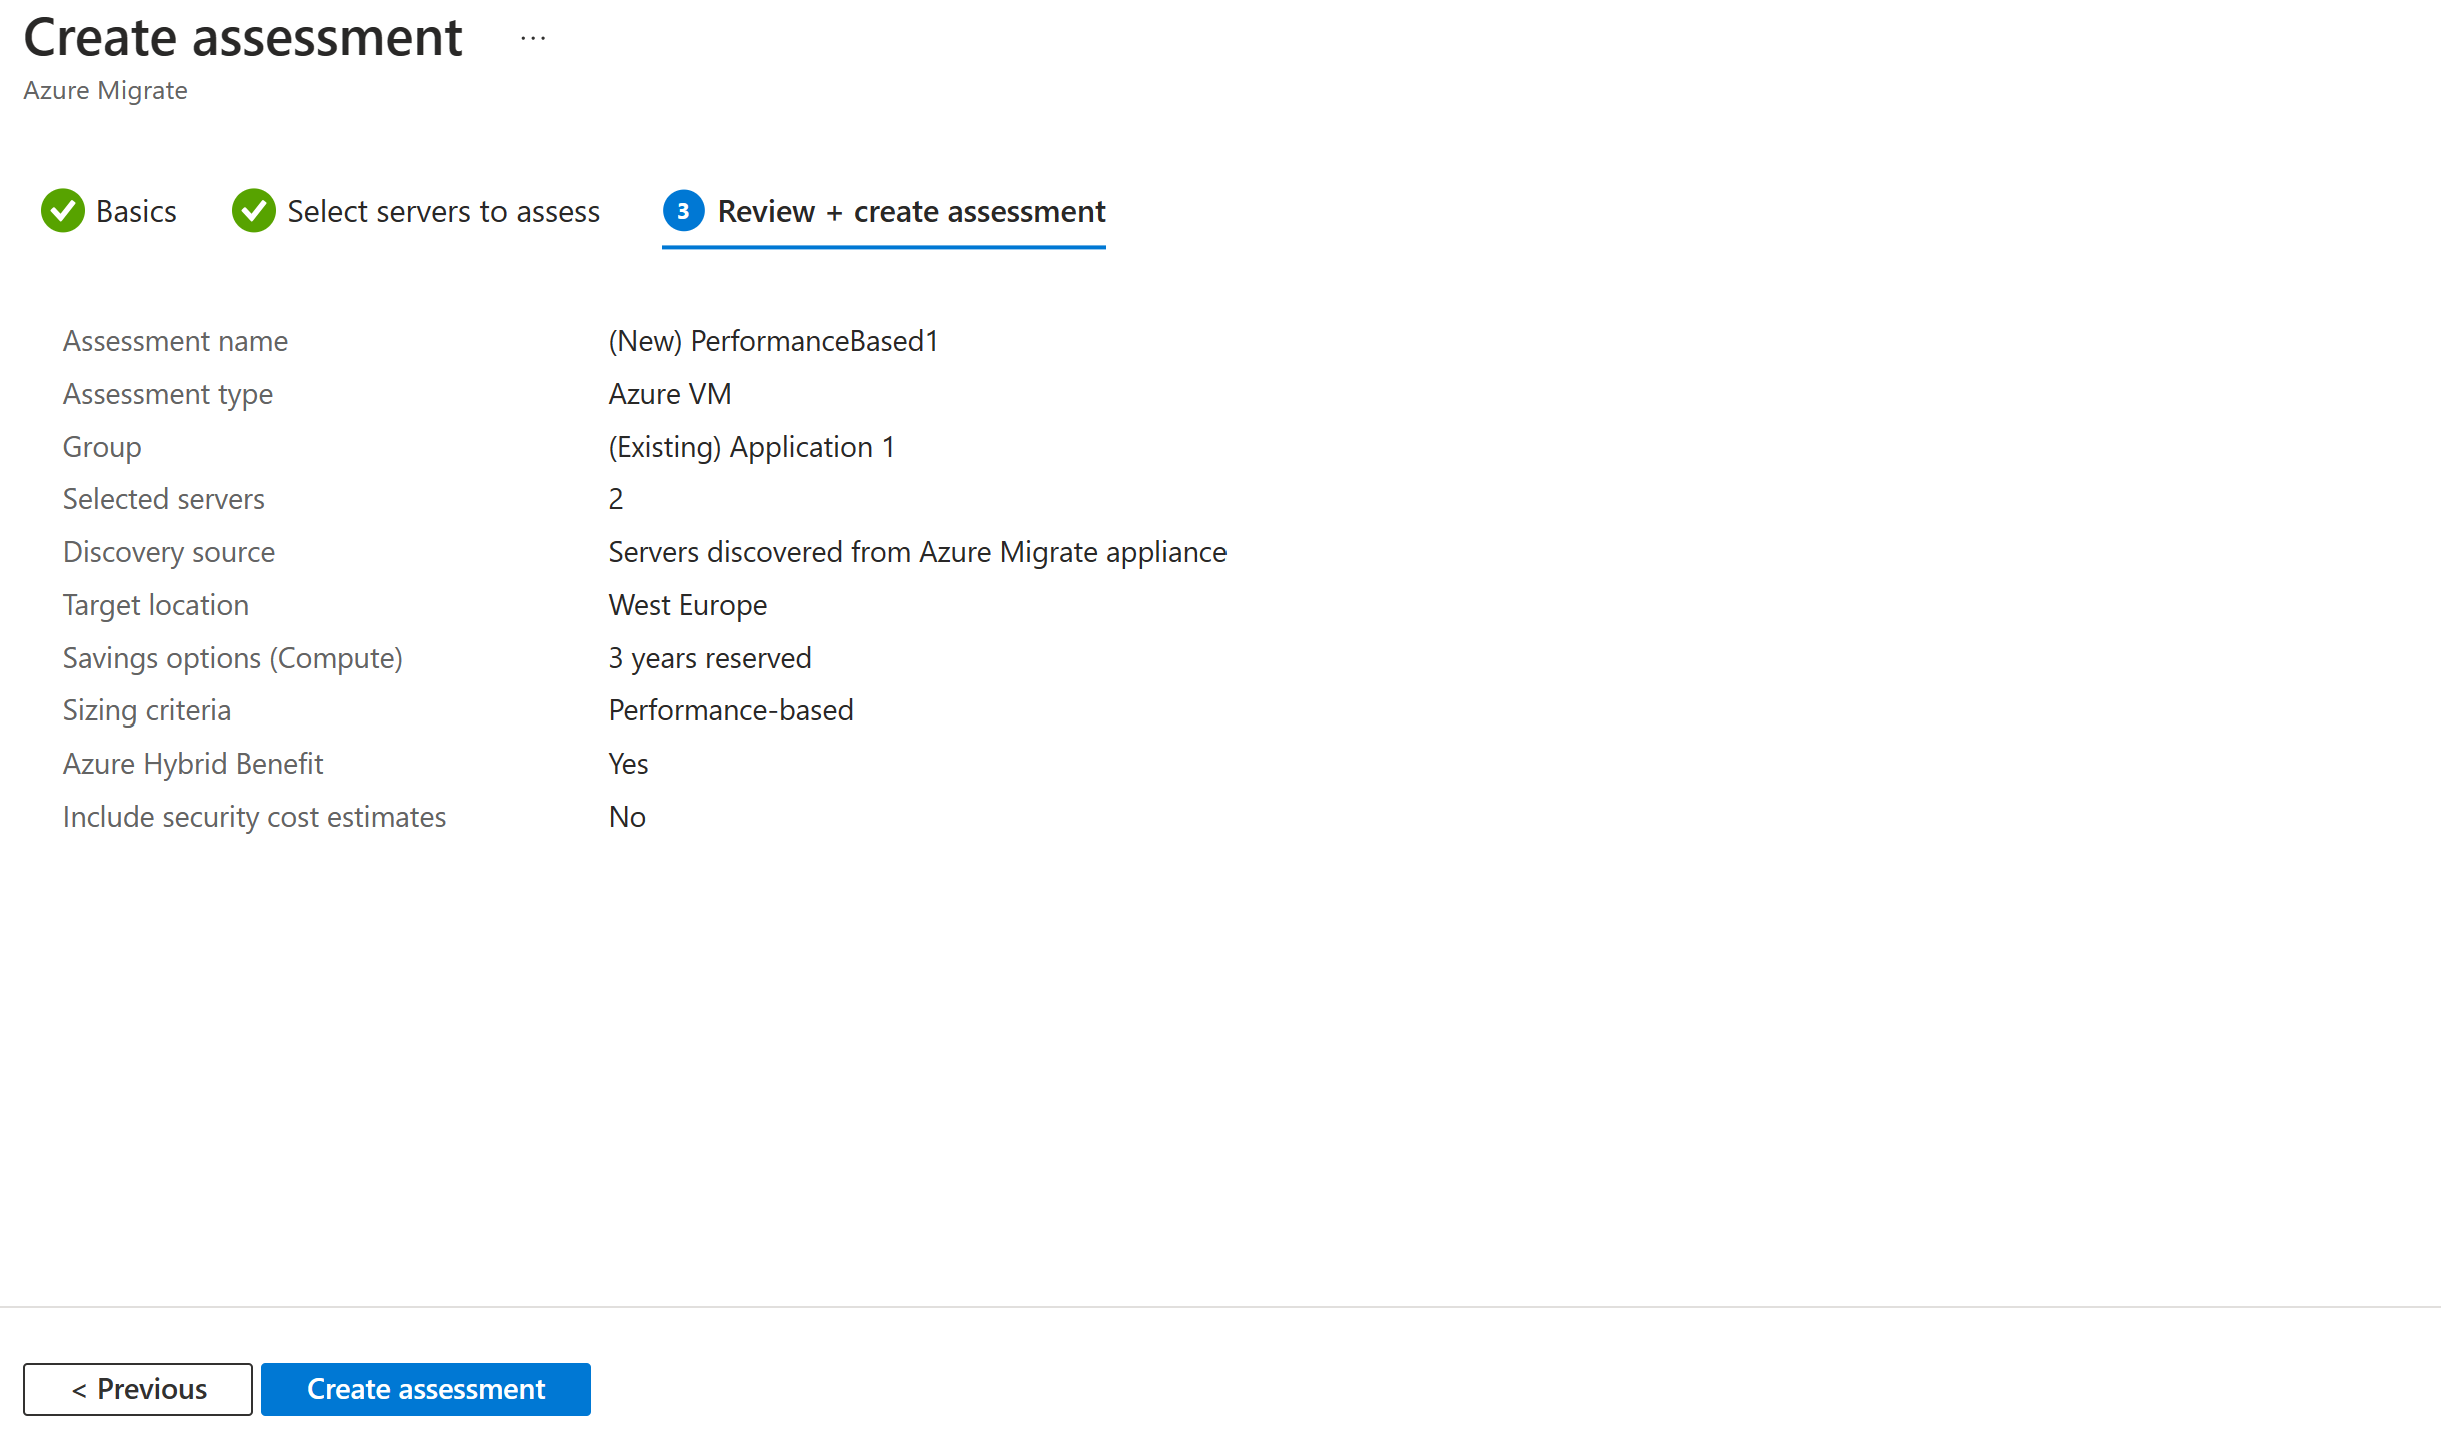 Create assessment ...
Azure Migrate
Basics Select servers to assess 3 Review + create assessment
Assessment name (New) PerformanceBased1
Assessment type Azure VM
Group (Existing) Application 1
Selected servers 2
Discovery source Servers discovered from Azure Migrate appliance
Target location West Europe
Savings options (Compute) 3 years reserved
Sizing criteria Performance-based
Azure Hybrid Benefit Yes
Include security cost estimates No
< Previous Create assessment